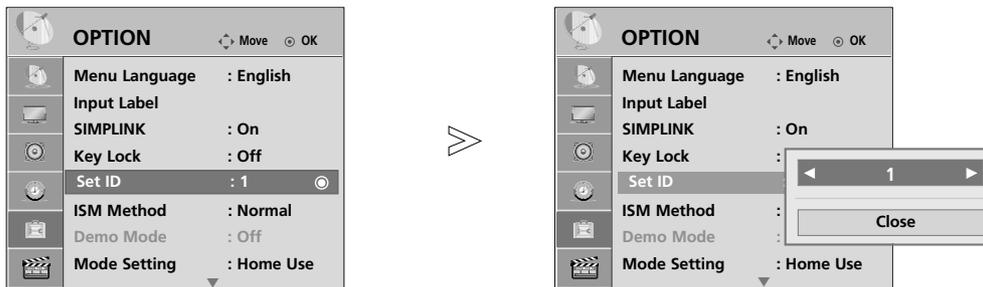 OPTION Move OK
Menu Language : English
Input Label
SIMPLINK : On
Key Lock : Off
Set ID : 1
ISM Method : Normal
Demo Mode : Off
Mode Setting : Home Use
OPTION Move OK
Menu Language : English
Input Label
SIMPLINK : On
Key Lock :
Set ID
ISM Method :
Demo Mode :
Mode Setting : Home Use
◄ 1 ►
Close